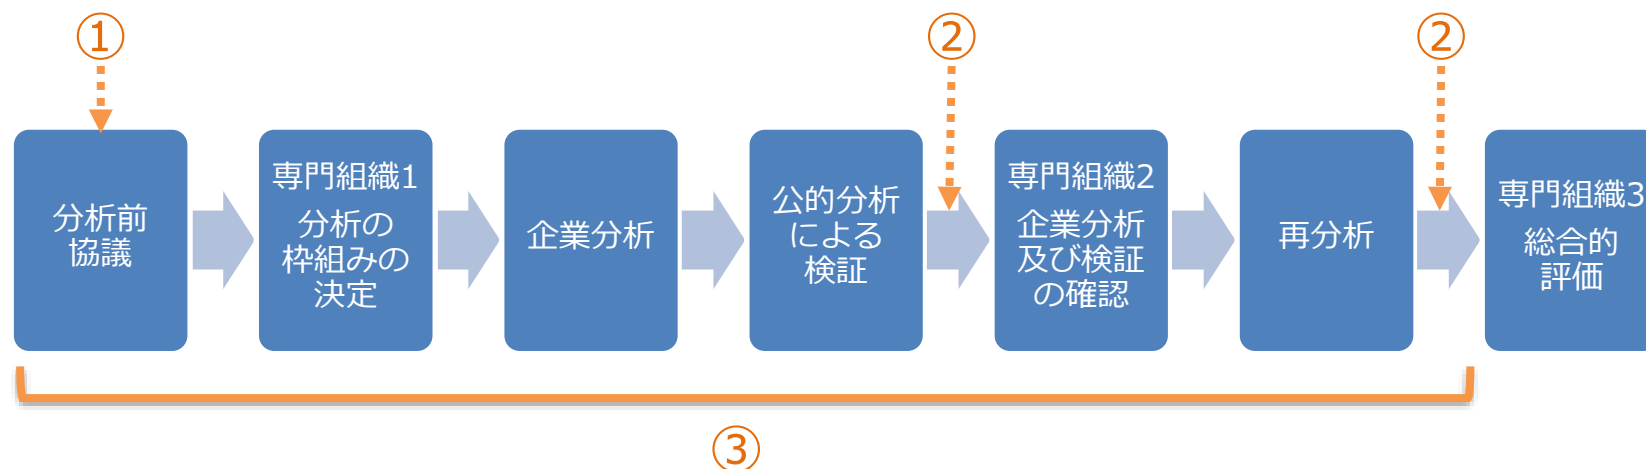 ①
②
②
分析前
協議
専門組織1
分析の
枠組みの
決定
企業分析
公的分析
による
検証
専門組織2
企業分析
及び検証
の確認
再分析
専門組織3
総合的
評価
③